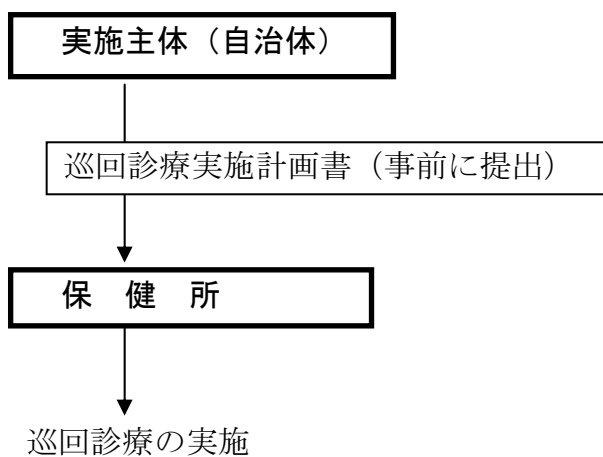 実施主体（自治体）
巡回診療実施計画書（事前に提出）
保　健　所
巡回診療の実施